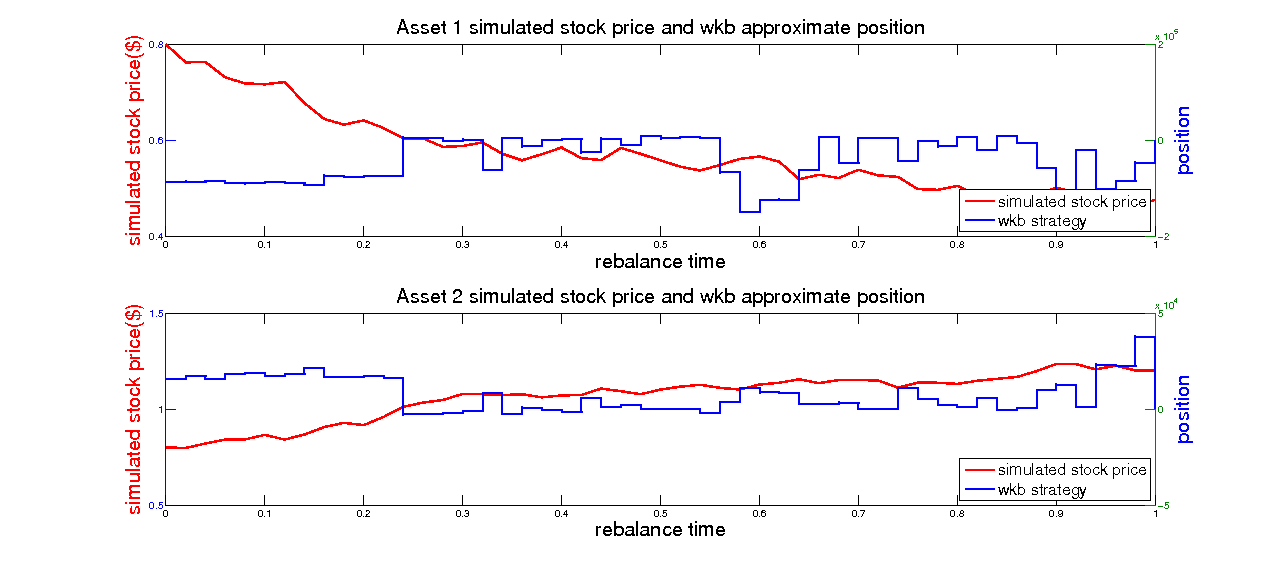 Asset 1 simulated stock price and wkb approximate position
simulated stock price($)
0.8
0.6
0.4
x 10^5
2
0
-2
position
simulated stock price
wkb strategy
0 0.1 0.2 0.3 0.4 0.5 0.6 0.7 0.8 0.9 1
rebalance time
Asset 2 simulated stock price and wkb approximate position
simulated stock price($)
1.5
1
0.5
x 10^4
5
0
-5
position
simulated stock price
wkb strategy
0 0.1 0.2 0.3 0.4 0.5 0.6 0.7 0.8 0.9 1
rebalance time